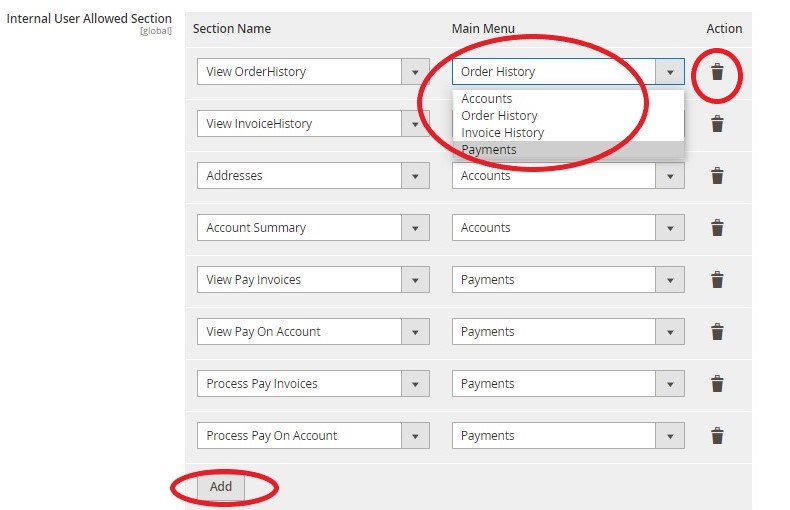 Internal User Allowed Section
[global]
Section Name Main Menu Action
View OrderHistory Order History
Accounts
Order History
Invoice History
Payments
View InvoiceHistory
Addresses Accounts
Account Summary Accounts
View Pay Invoices Payments
View Pay On Account Payments
Process Pay Invoices Payments
Process Pay On Account Payments
Add